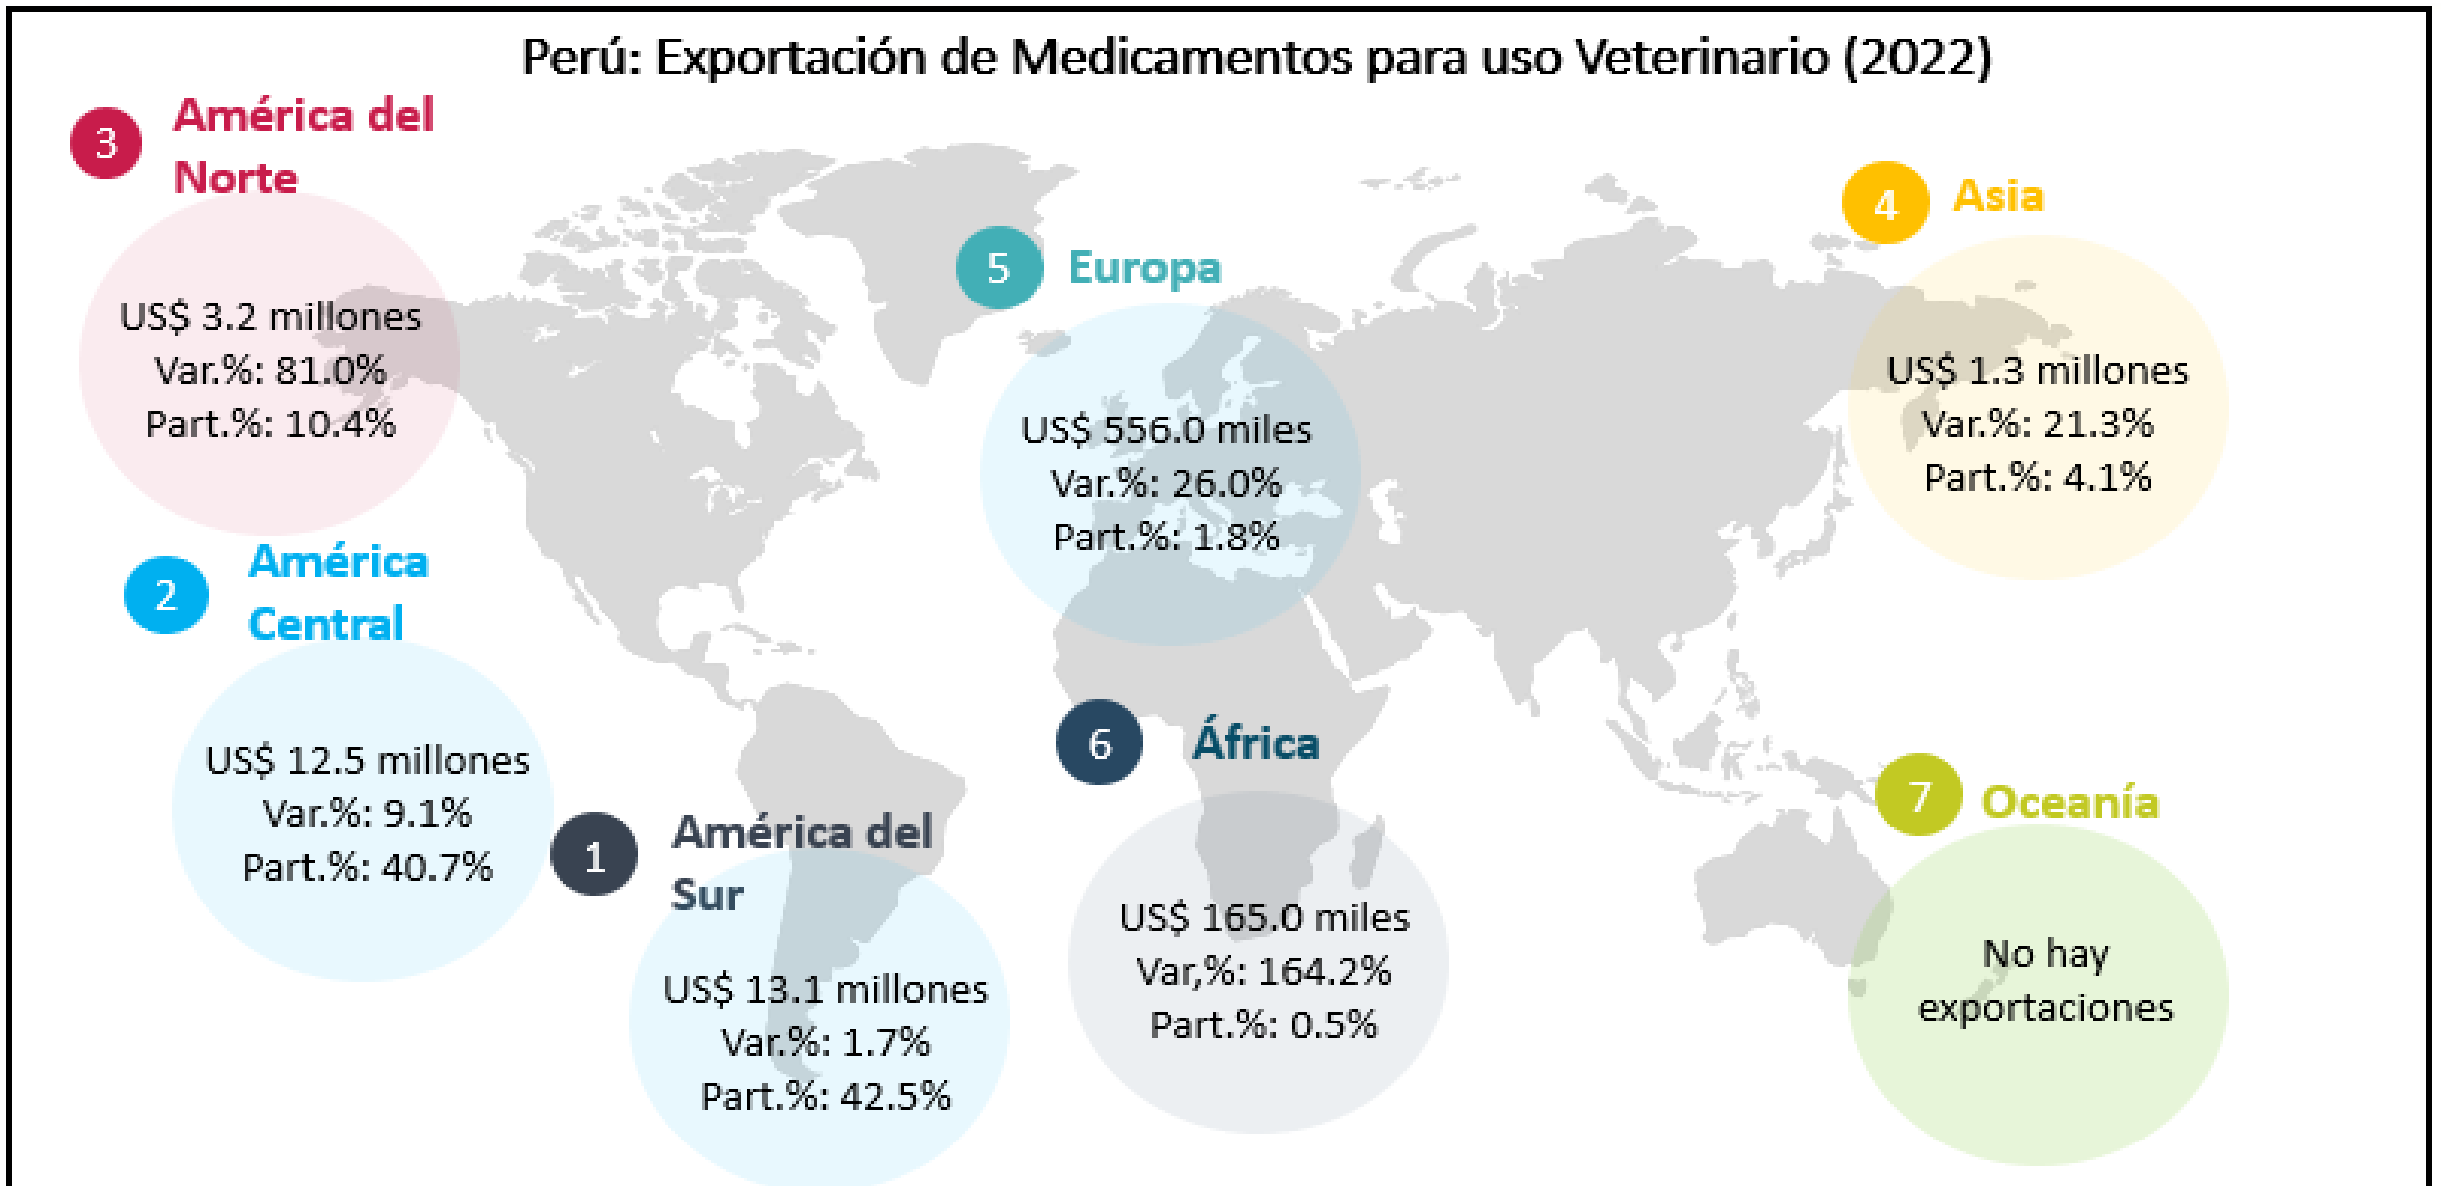 Perú: Exportación de Medicamentos para uso Veterinario (2022)
3
América del
Norte
US$ 3.2 millones
Var.%: 81.0%
Part.%: 10.4%
4
Asia
US$ 1.3 millones
Var.%: 21.3%
Part.%: 4.1%
5
Europa
US$ 556.0 miles
Var.%: 26.0%
Part.%: 1.8%
2
América
Central
US$ 12.5 millones
Var.%: 9.1%
Part.%: 40.7%
1
América del
Sur
US$ 13.1 millones
Var.%: 1.7%
Part.%: 42.5%
6
África
US$ 165.0 miles
Var,%: 164.2%
Part.%: 0.5%
7
Oceanía
No hay
exportaciones